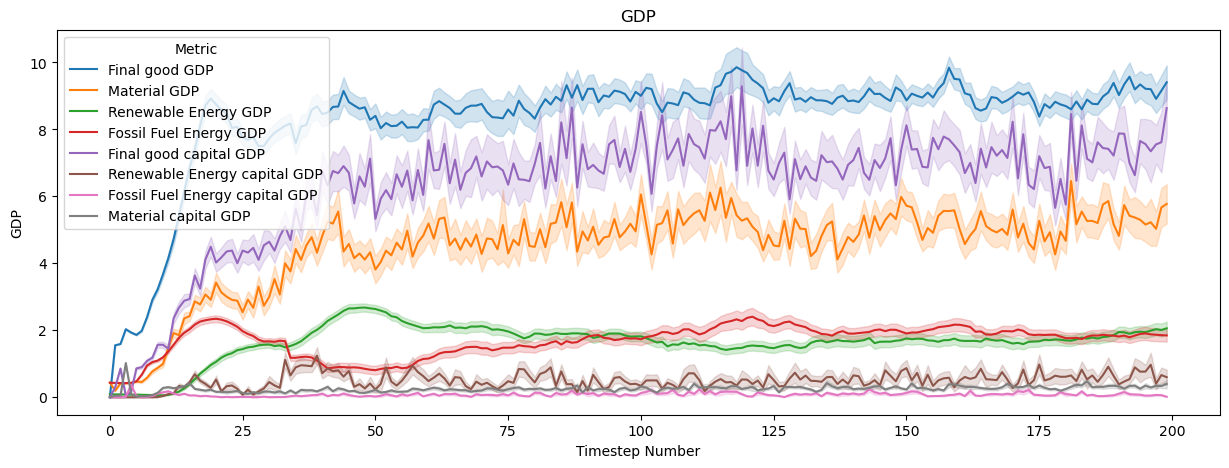 GDP
Metric
Final good GDP
Material GDP
Renewable Energy GDP
Fossil Fuel Energy GDP
Final good capital GDP
Renewable Energy capital GDP
Fossil Fuel Energy capital GDP
Material capital GDP
GDP
10
8
6
4
2
0
0 25 50 75 100 125 150 175 200
Timestep Number